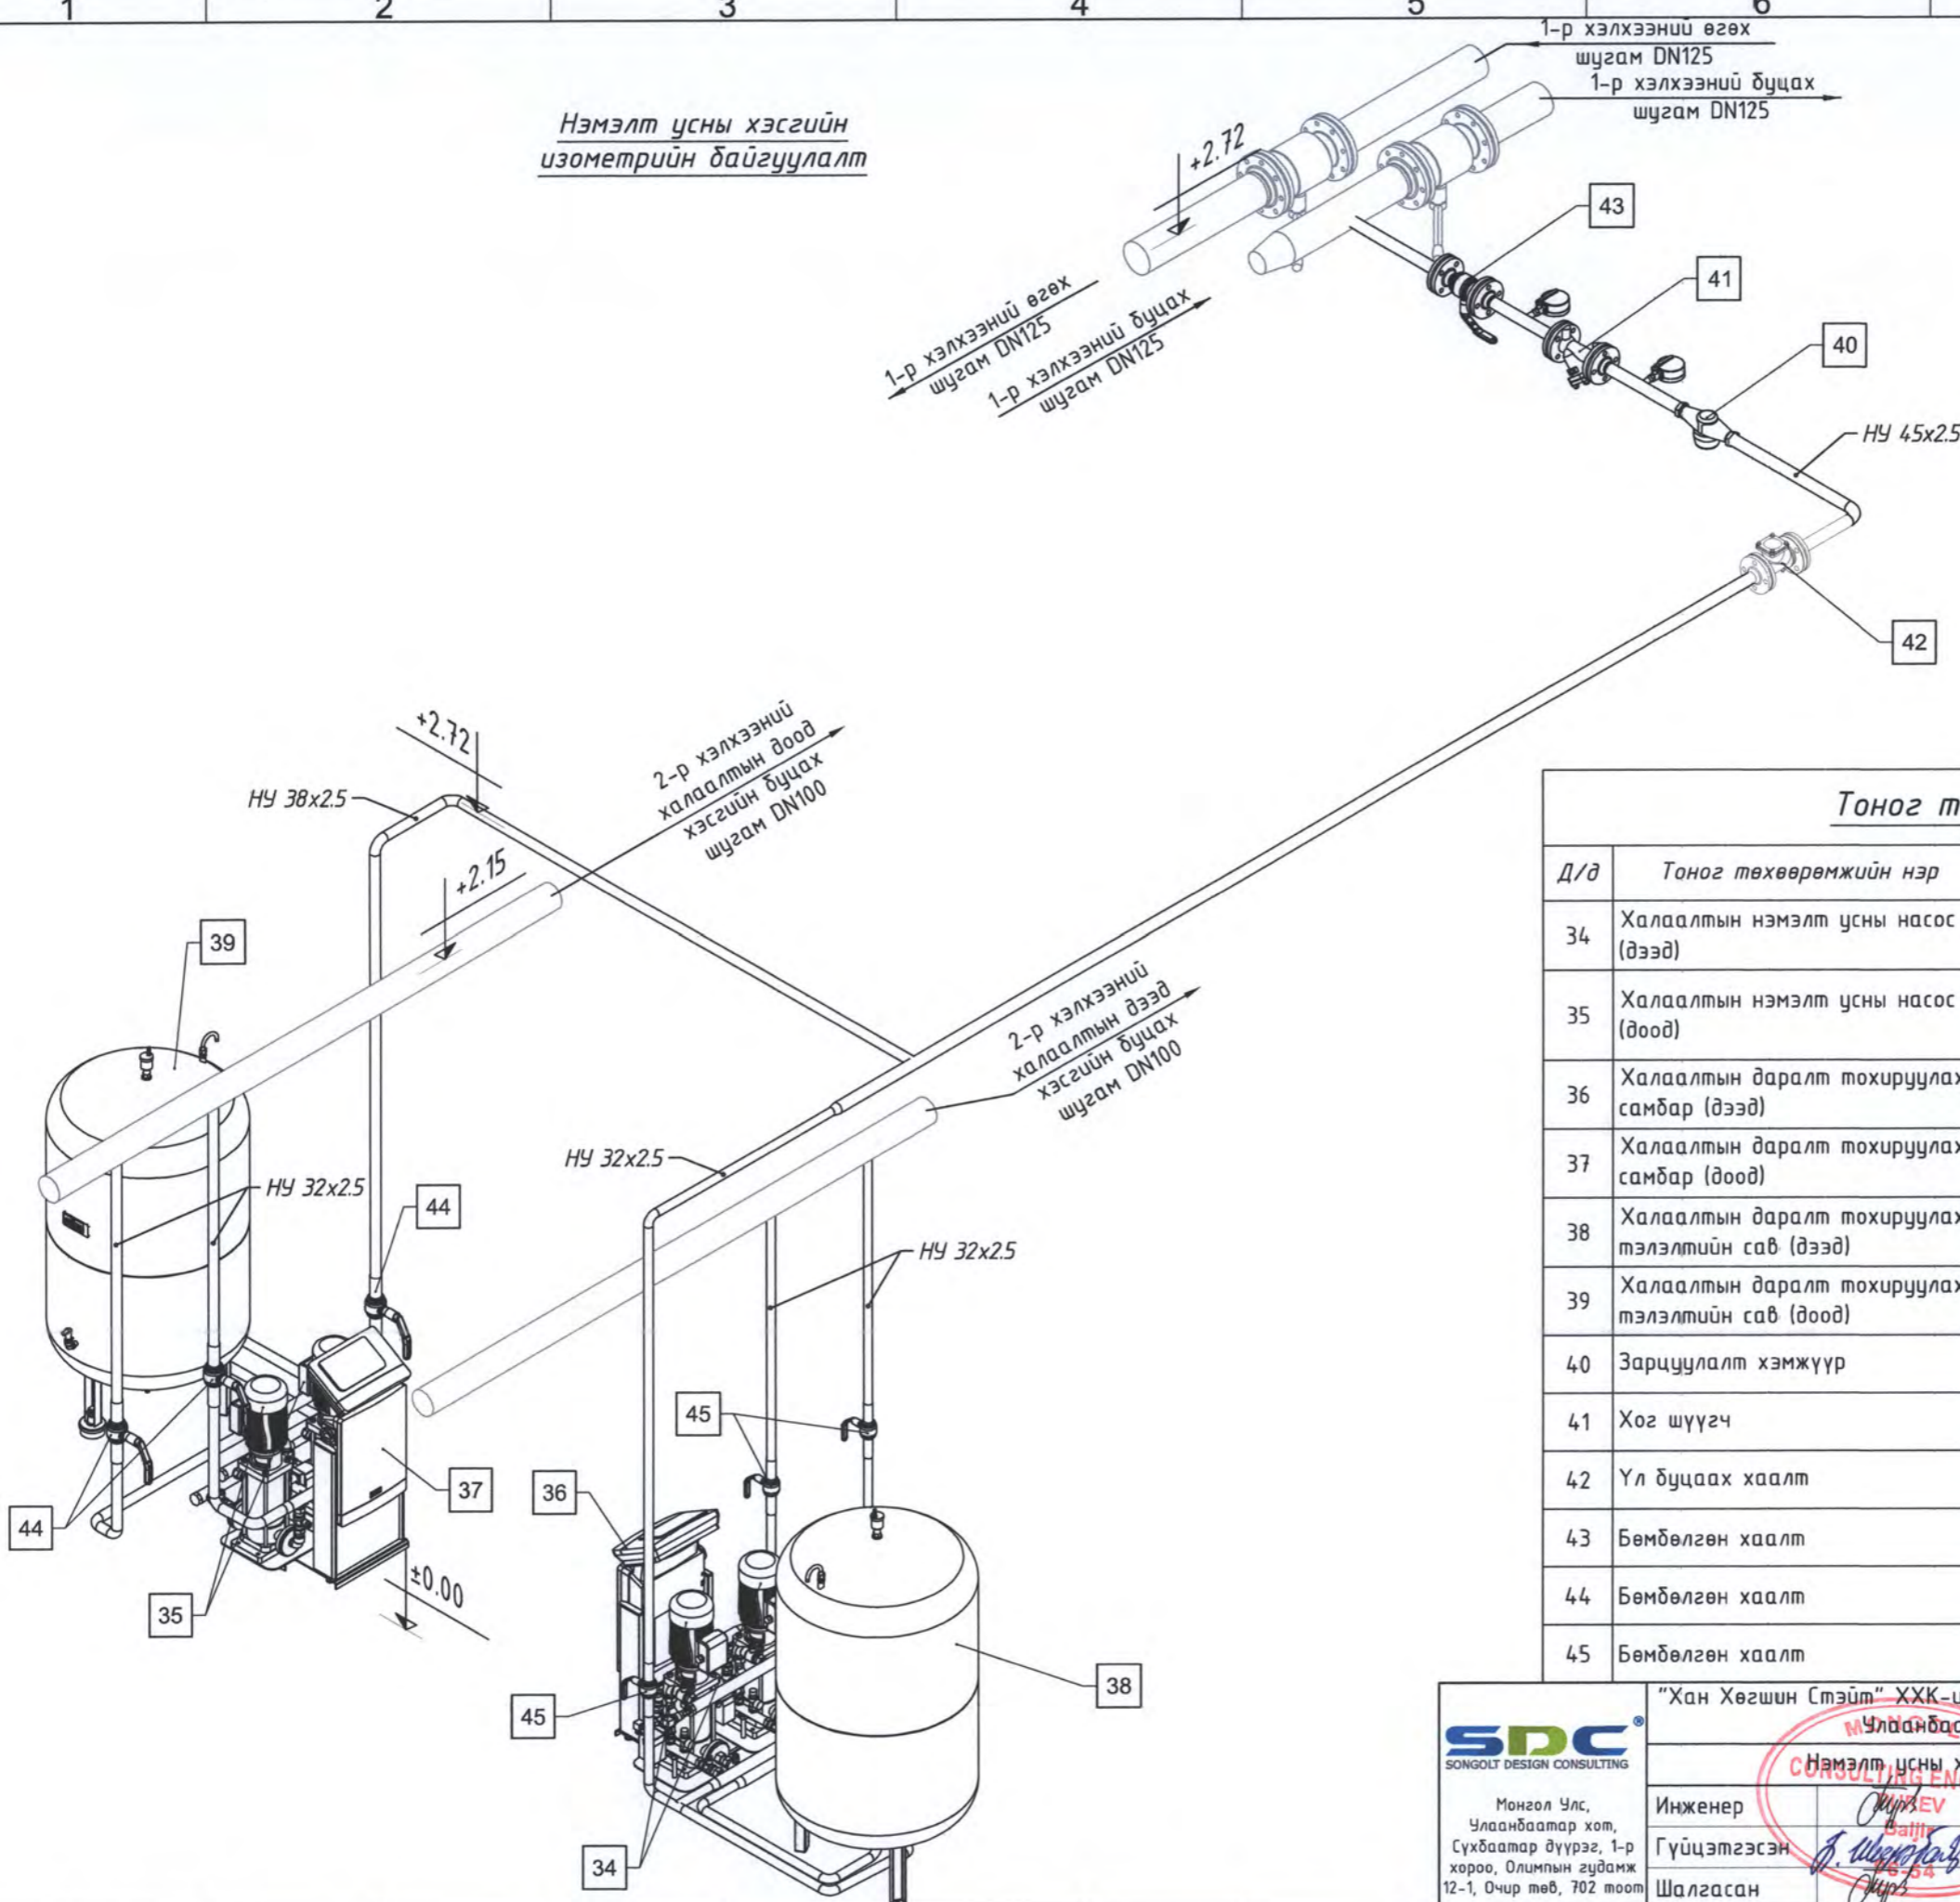 1 2 3 4 5 6
Нэмэлт усны хэсгийн
изометрийн байгуулалт
1-р хэлхээний өгөх
шугам DN125
1-р хэлхээний буцах
шугам DN125
+2.72
43
41
40
НУ 45x2.5
42
1-р хэлхээний өгөх
шугам DN125
1-р хэлхээний буцах
шугам DN125
+2.72
НУ 38x2.5
2-р хэлхээний
халаалтын доод
хэсгийн буцах
шугам DN100
+2.15
39
2-р хэлхээний
халаалтын дээд
хэсгийн буцах
шугам DN100
НУ 32x2.5
НУ 32x2.5
44
НУ 32x2.5
45
37
36
44
35
±0.00
45
38
34
Тоног
Д/д Тоног төхөөрөмжийн нэр
34 Халаалтын нэмэлт усны насос
(дээд)
35 Халаалтын нэмэлт усны насос
(доод)
36 Халаалтын даралт тохируулах
самбар (дээд)
37 Халаалтын даралт тохируулах
самбар (доод)
38 Халаалтын даралт тохируулах
тэлэлтийн сав (дээд)
39 Халаалтын даралт тохируулах
тэлэлтийн сав (доод)
40 Зарцуулалт хэмжүүр
41 Хог шүүгч
42 Үл буцаах хаалт
43 Бөмбөлгөн хаалт
44 Бөмбөлгөн хаалт
45 Бөмбөлгөн хаалт
SDC®
SONGOLT DESIGN CONSULTING
Монгол Улс,
Улаанбаатар хот,
Сүхбаатар дүүрэг, 1-р
хороо, Олимпын гудамж
12-1, Очир төв, 702 тоот
"Хан Хөгшин Стэйт" ХХК-и
Улаанбаа
Нэмэлт усны х
Инженер
Гүйцэтгэсэн
Шалгасан
CONSULTING